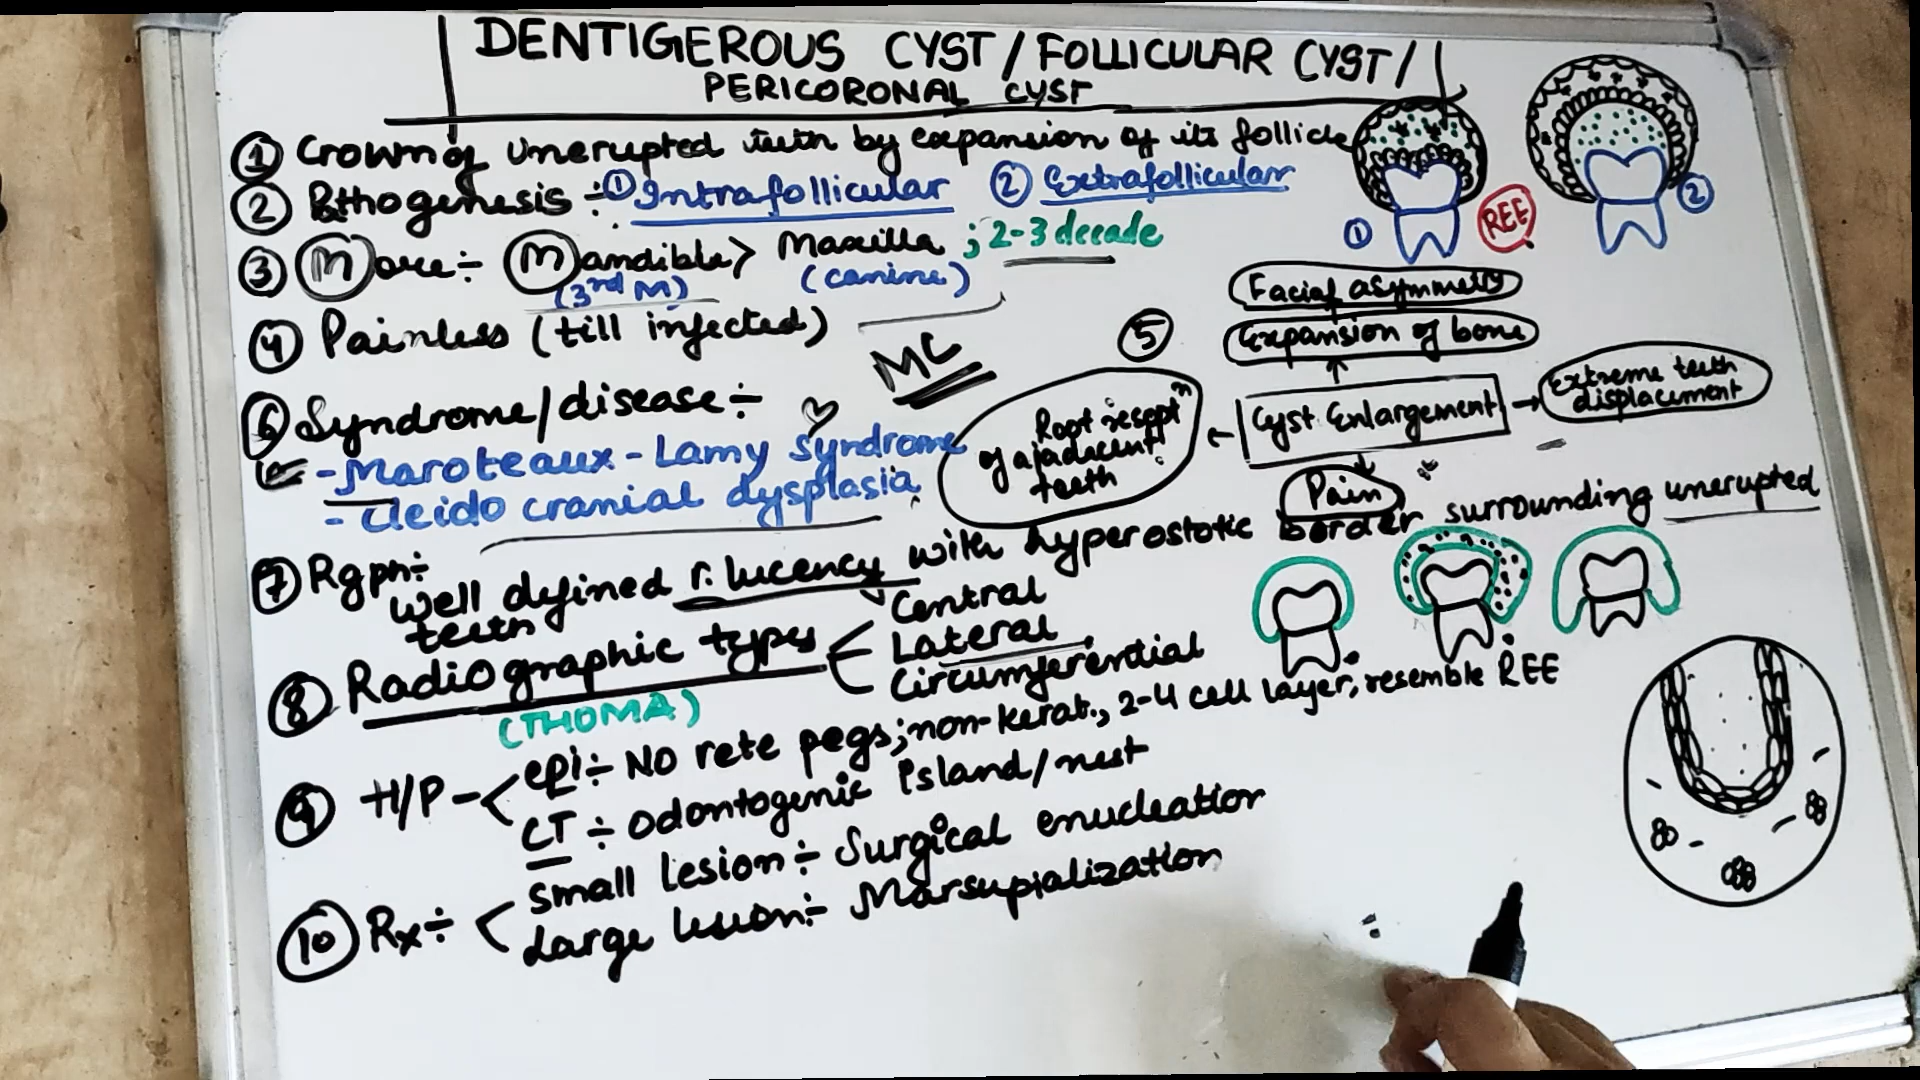 DENTIGEROUS CYST/FOLLICULAR CYST/
PERICORONAL CYST
① Crown of unerupted teeth by expansion of its follicle
② Pathogenesis ÷ ① Intrafollicular ② Extrafollicular
③ More ÷ Mandible > Maxilla ; 2-3 decade
(3rd M) (canine)
④ Painless (till infected)
MC
⑥ Syndrome/disease ÷
- Maroteaux - Lamy syndrome
- Cleido cranial dysplasia
① REE ②
⑤
Facial asymmetry
Expansion of bone
↑
Cyst Enlargement
→ Extreme teeth
displacement
← Root resorptn
of ajadacent
teeth
↓
Pain
⑦ Rgph ÷
well defined r. lucency with hyperostotic border surrounding unerupted
teeth
⑧ Radiographic types
(THOMA)
Central
Lateral
Circumferential
⑨ H/P - epi ÷ NO rete pegs; non-kerat., 2-4 cell layer, resemble REE
CT ÷ Odontogenic island/nest
⑩ Rx ÷ small lesion ÷ Surgical enucleation
Large lesion ÷ Marsupialization